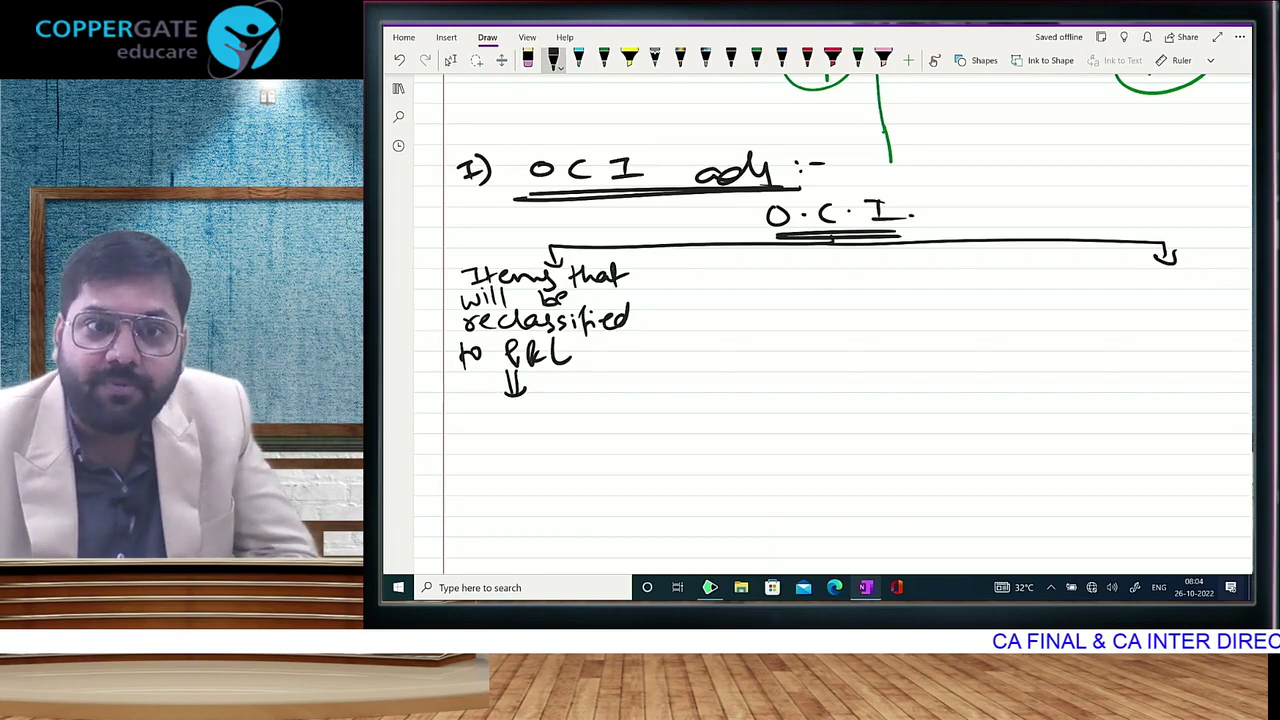 COPPERGATE
educare
Home Insert Draw View Help
Saved offline
Share
Shapes
Ink to Shape
Ink to Text
Ruler
I) O C I adj :-
O. C. I.
Items that
will be
reclassified
to P&L
Type here to search
32°C
ENG
08:04
26-10-2022
CA FINAL & CA INTER DIREC